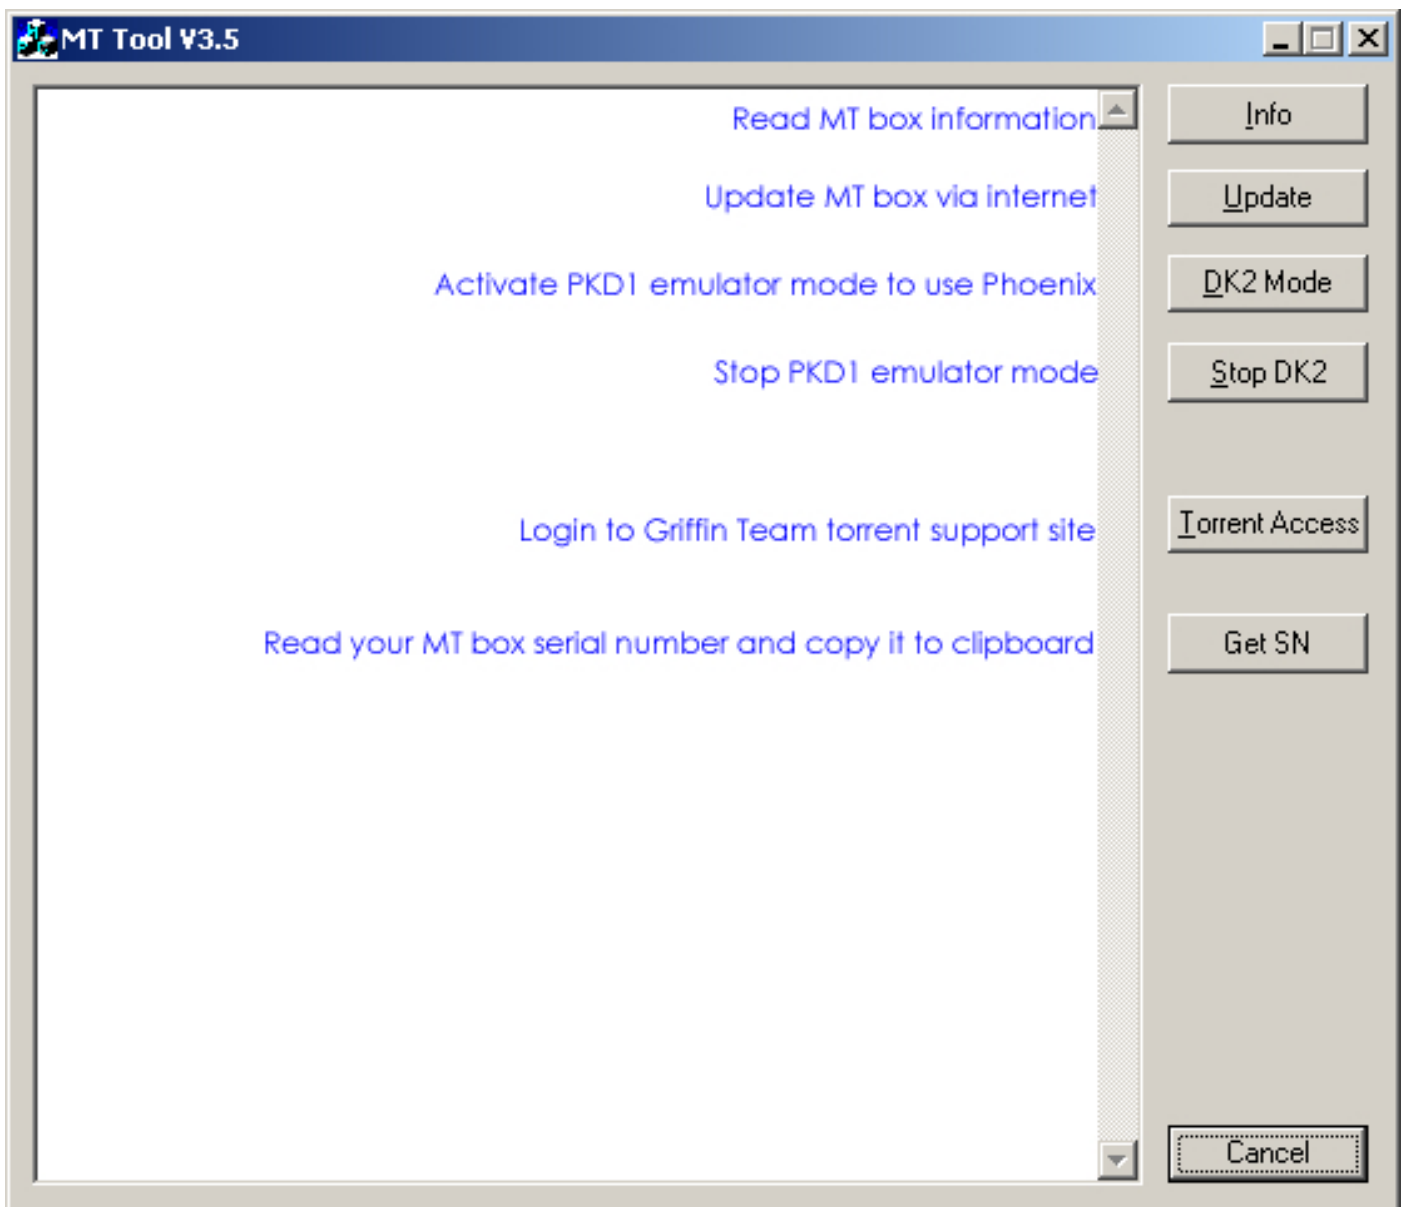 MT Tool V3.5
Read MT box information
Info
Update MT box via internet
Update
Activate PKD1 emulator mode to use Phoenix
DK2 Mode
Stop PKD1 emulator mode
Stop DK2
Login to Griffin Team torrent support site
Torrent Access
Read your MT box serial number and copy it to clipboard
Get SN
Cancel